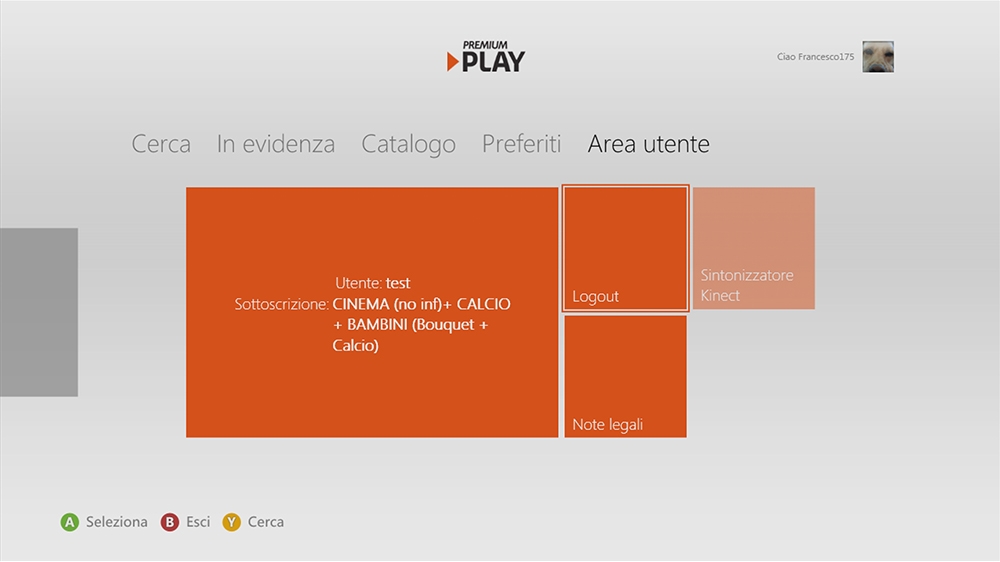 PREMIUM
PLAY
Ciao Francesco175
Cerca In evidenza Catalogo Preferiti Area utente
Utente: test
Sottoscrizione: CINEMA (no inf)+ CALCIO
+ BAMBINI (Bouquet +
Calcio)
Logout
Sintonizzatore
Kinect
Note legali
A Seleziona B Esci Y Cerca